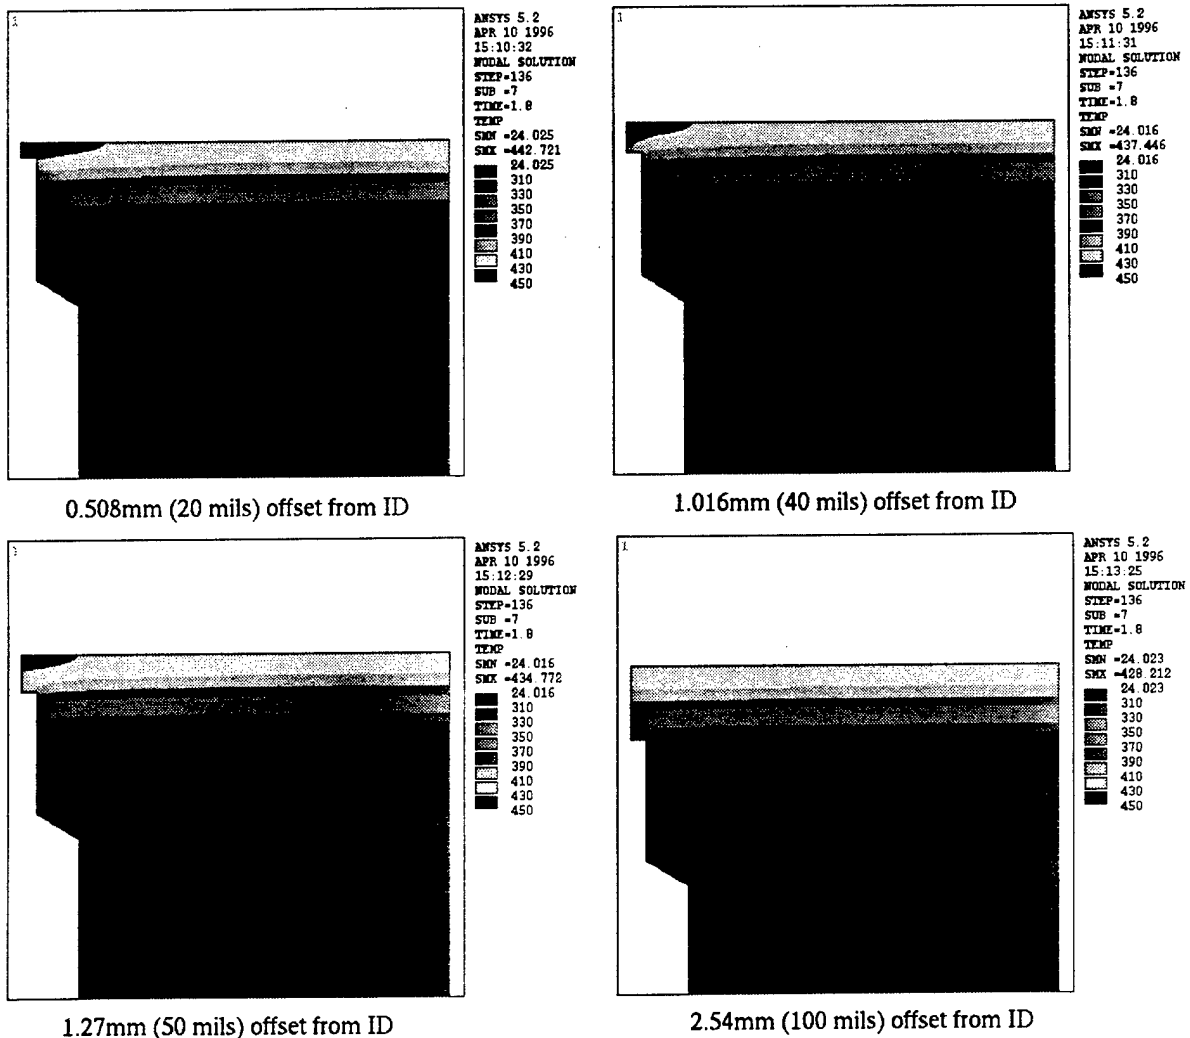 1
ANSYS 5.2
APR 10 1996
15:10:32
NODAL SOLUTION
STEP=136
SUB =7
TIME=1.8
TEMP
SMN =24.025
SMX =442.721
24.025
310
330
350
370
390
410
430
450
0.508mm (20 mils) offset from ID
1
ANSYS 5.2
APR 10 1996
15:11:31
NODAL SOLUTION
STEP=136
SUB =7
TIME=1.8
TEMP
SMN =24.016
SMX =437.446
24.016
310
330
350
370
390
410
430
450
1.016mm (40 mils) offset from ID
1
ANSYS 5.2
APR 10 1996
15:12:29
NODAL SOLUTION
STEP=136
SUB =7
TIME=1.8
TEMP
SMN =24.016
SMX =434.772
24.016
310
330
350
370
390
410
430
450
1.27mm (50 mils) offset from ID
1
ANSYS 5.2
APR 10 1996
15:13:25
NODAL SOLUTION
STEP=136
SUB =7
TIME=1.8
TEMP
SMN =24.023
SMX =428.212
24.023
310
330
350
370
390
410
430
450
2.54mm (100 mils) offset from ID